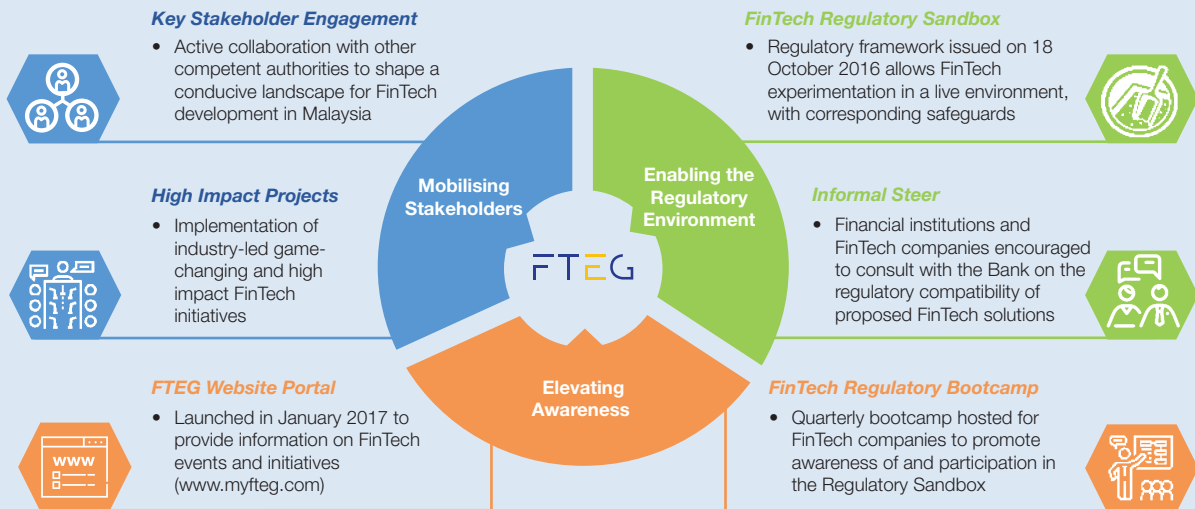 Key Stakeholder Engagement
• Active collaboration with other
competent authorities to shape a
conducive landscape for FinTech
development in Malaysia
High Impact Projects
• Implementation of
industry-led game-
changing and high
impact FinTech
initiatives
FTEG Website Portal
• Launched in January 2017 to
provide information on FinTech
events and initiatives
(www.myfteg.com)
www
Mobilising
Stakeholders
Enabling the
Regulatory
Environment
FTEG
Elevating
Awareness
FinTech Regulatory Sandbox
• Regulatory framework issued on 18
October 2016 allows FinTech
experimentation in a live environment,
with corresponding safeguards
Informal Steer
• Financial institutions and
FinTech companies encouraged
to consult with the Bank on the
regulatory compatibility of
proposed FinTech solutions
FinTech Regulatory Bootcamp
• Quarterly bootcamp hosted for
FinTech companies to promote
awareness of and participation in
the Regulatory Sandbox